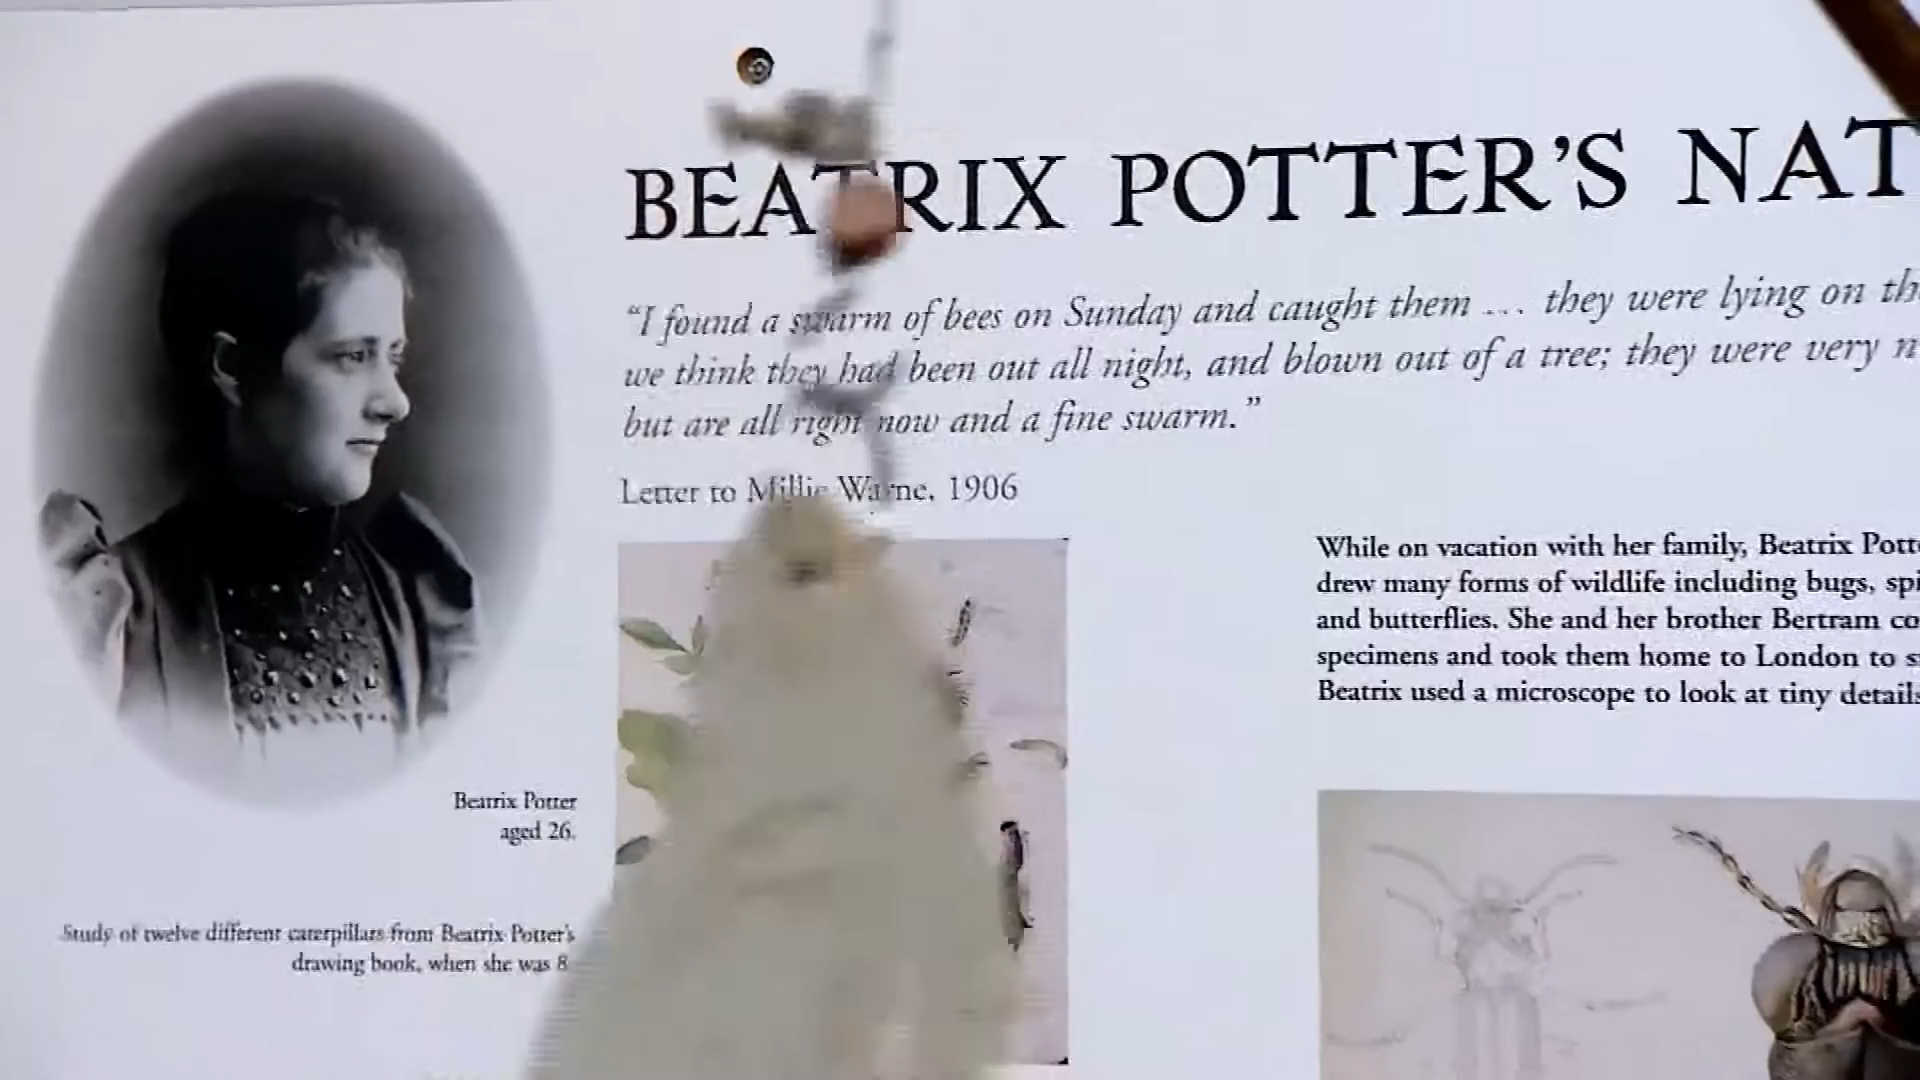 BEATRIX POTTER'S NAT
“I found a swarm of bees on Sunday and caught them ... they were lying on
we think they had been out all night, and blown out of a tree; they were very
but are all right now and a fine swarm.”
Letter to Millie Warne, 1906
While on vacation with her family, Beatrix
drew many forms of wildlife including bugs,
and butterflies. She and her brother Bertram
specimens and took them home to London to
Beatrix used a microscope to look at tiny
Beatrix Potter
aged 26.
Study of twelve different caterpillars from Beatrix Potter's
drawing book, when she was 8